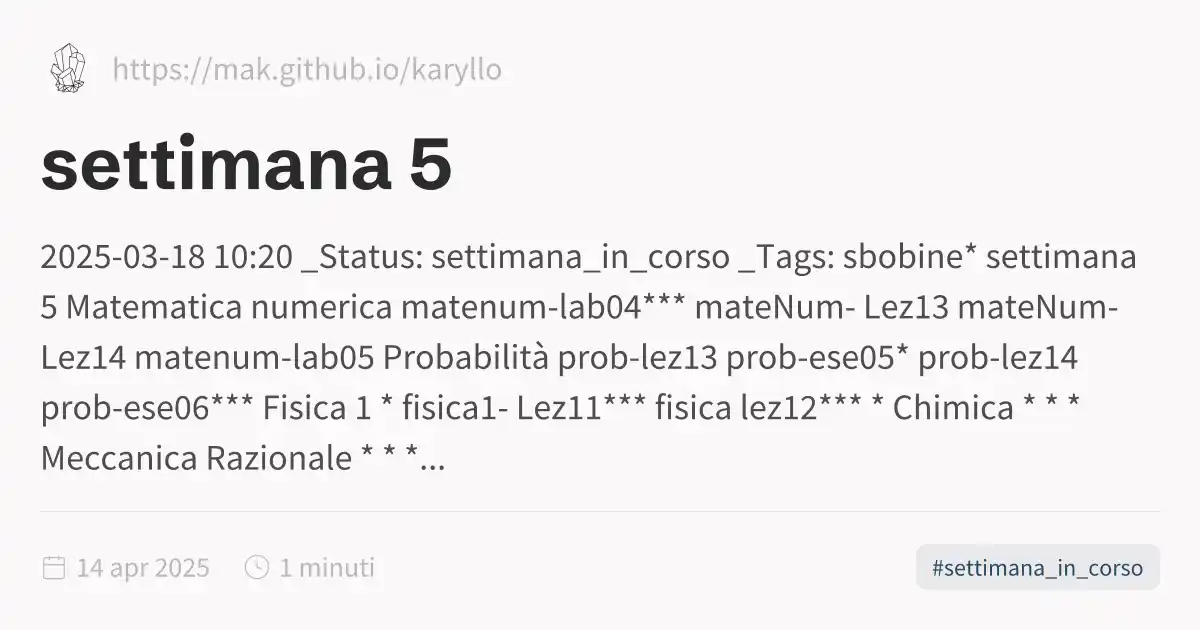 https://mak.github.io/karyllo
settimana 5
2025-03-18 10:20 _Status: settimana_in_corso _Tags: sbobine* settimana
5 Matematica numerica matenum-lab04*** mateNum- Lez13 mateNum-
Lez14 matenum-lab05 Probabilità prob-lez13 prob-ese05* prob-lez14
prob-ese06*** Fisica 1 * fisica1- Lez11*** fisica lez12*** * Chimica * * *
Meccanica Razionale * * *...
14 apr 2025 1 minuti
#settimana_in_corso